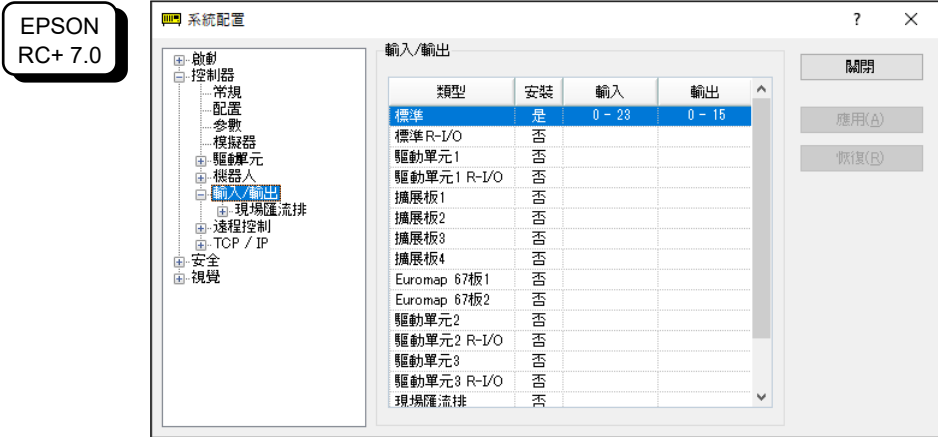 EPSON
RC+ 7.0
系統配置
啟動
控制器
常規
配置
參數
模擬器
驅動單元
機器人
輸入/輸出
現場匯流排
遠程控制
TCP / IP
安全
視覺
輸入/輸出
類型 安裝 輸入 輸出
標準 是 0 - 23 0 - 15
標準R-I/O 否
驅動單元1 否
驅動單元1 R-I/O 否
擴展板1 否
擴展板2 否
擴展板3 否
擴展板4 否
Euromap 67板1 否
Euromap 67板2 否
驅動單元2 否
驅動單元2 R-I/O 否
驅動單元3 否
驅動單元3 R-I/O 否
現場匯流排 否
關閉
應用(A)
恢復(R)